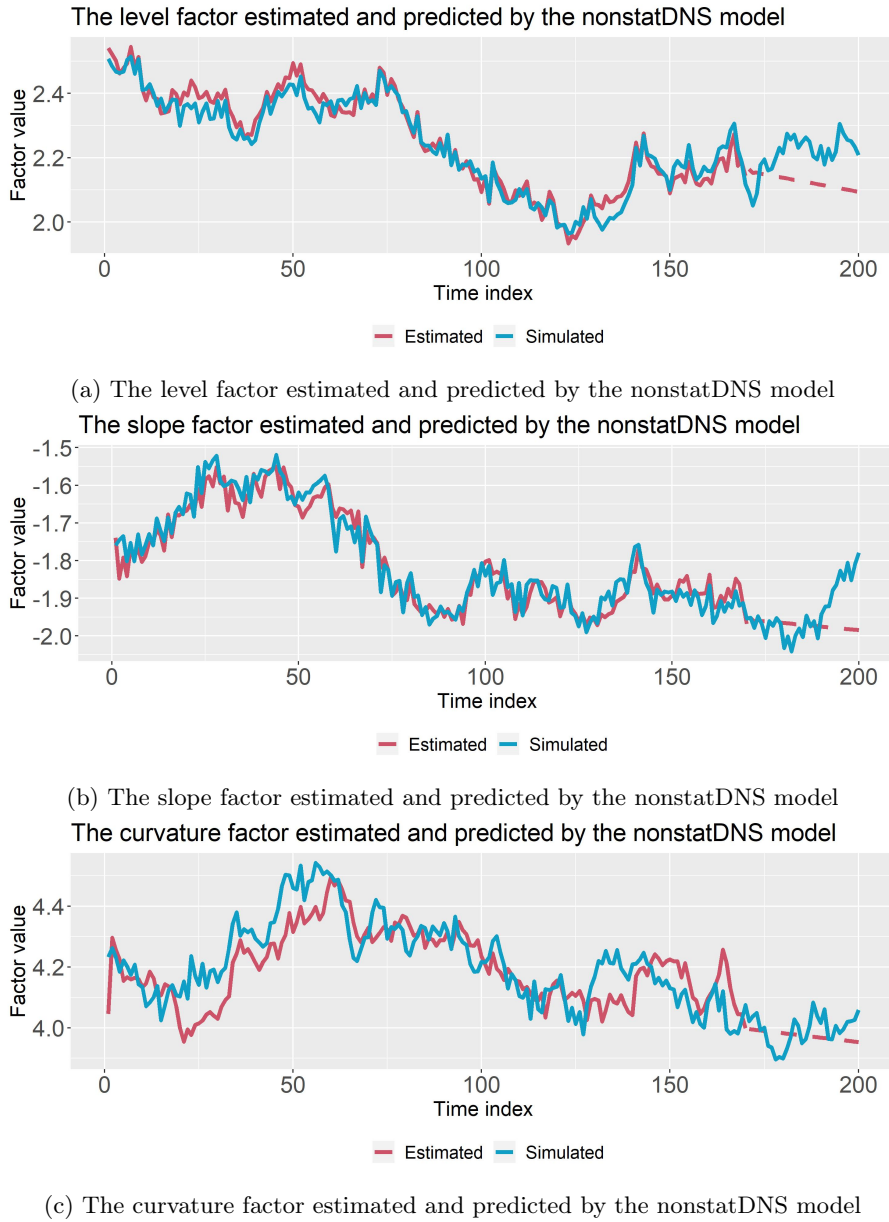 The level factor estimated and predicted by the nonstatDNS model
Factor value
2.4
2.2
2.0
0
50
100
150
200
Time index
Estimated
Simulated
(a) The level factor estimated and predicted by the nonstatDNS model
The slope factor estimated and predicted by the nonstatDNS model
Factor value
-1.5
-1.6
-1.7
-1.8
-1.9
-2.0
0
50
100
150
200
Time index
Estimated
Simulated
(b) The slope factor estimated and predicted by the nonstatDNS model
The curvature factor estimated and predicted by the nonstatDNS model
Factor value
4.4
4.2
4.0
0
50
100
150
200
Time index
Estimated
Simulated
(c) The curvature factor estimated and predicted by the nonstatDNS model